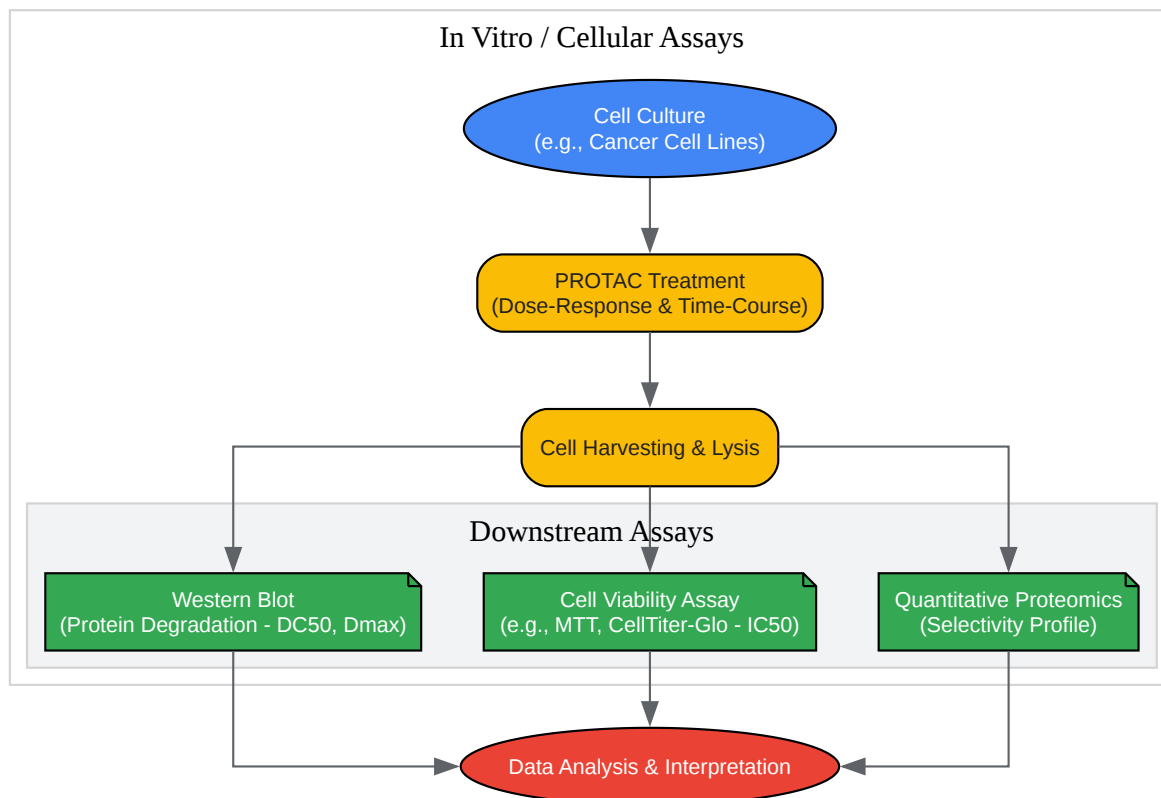 In Vitro / Cellular Assays
Cell Culture
(e.g., Cancer Cell Lines)
PROTAC Treatment
(Dose-Response & Time-Course)
Cell Harvesting & Lysis
Downstream Assays
Western Blot
(Protein Degradation - DC50, Dmax)
Cell Viability Assay
(e.g., MTT, CellTiter-Glo - IC50)
Quantitative Proteomics
(Selectivity Profile)
Data Analysis & Interpretation